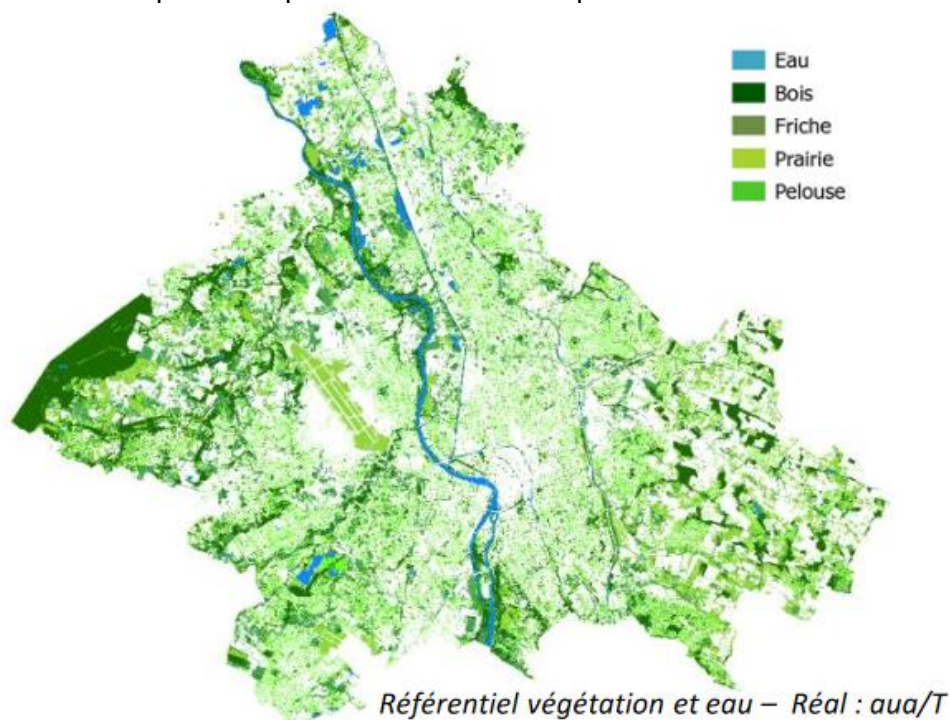 Eau
Bois
Friche
Prairie
Pelouse
Référentiel végétation et eau – Réal : aua/T